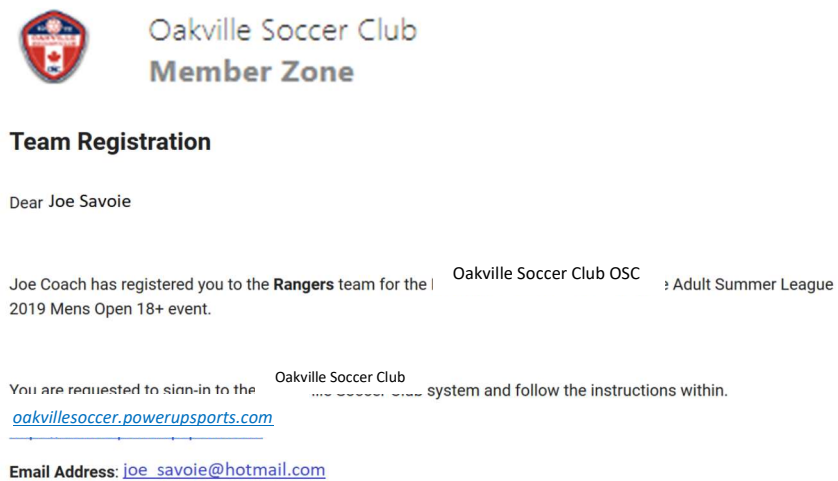 OAKVILLE
OSC
Oakville Soccer Club
Member Zone
Team Registration
Dear Joe Savoie
Joe Coach has registered you to the Rangers team for the Oakville Soccer Club OSC Adult Summer League
2019 Mens Open 18+ event.
You are requested to sign-in to the Oakville Soccer Club system and follow the instructions within.
oakvillesoccer.powerupsports.com
Email Address: joe_savoie@hotmail.com